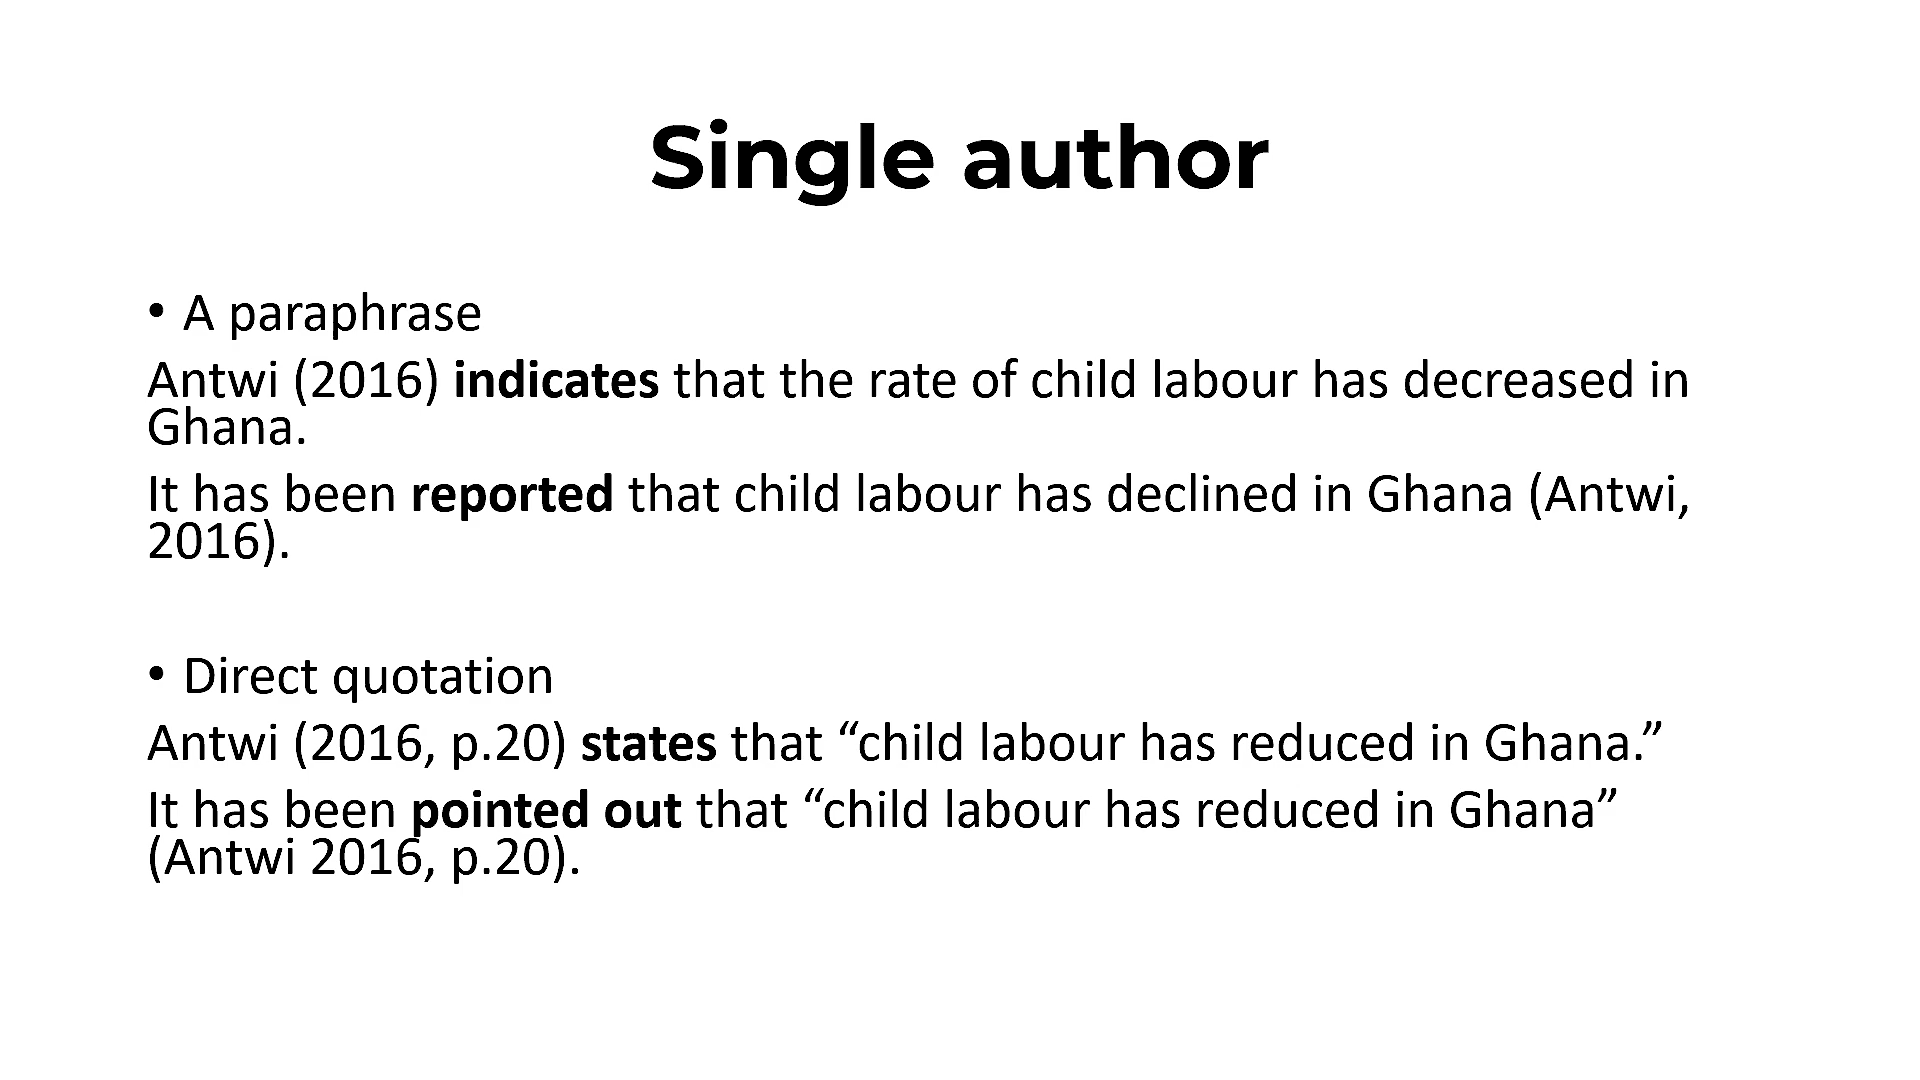 Single author
• A paraphrase
Antwi (2016) indicates that the rate of child labour has decreased in
Ghana.
It has been reported that child labour has declined in Ghana (Antwi,
2016).
• Direct quotation
Antwi (2016, p.20) states that “child labour has reduced in Ghana.”
It has been pointed out that “child labour has reduced in Ghana”
(Antwi 2016, p.20).